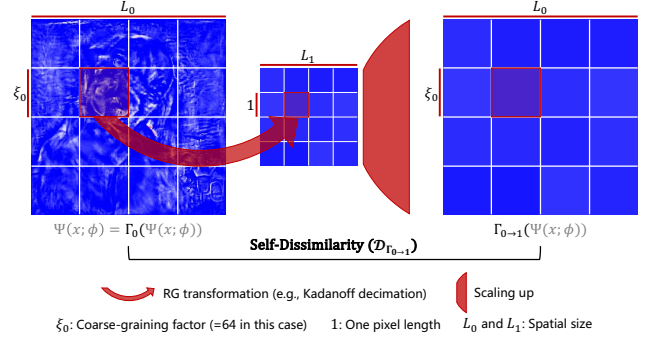 L₀ L₁ L₀
ξ₀ 1 ξ₀
Ψ(x; ϕ) = Γ₀(Ψ(x; ϕ)) Γ₀→₁(Ψ(x; ϕ))
Self-Dissimilarity (𝒟_Γ₀→₁)
RG transformation (e.g., Kadanoff decimation) Scaling up
ξ₀: Coarse-graining factor (=64 in this case) 1: One pixel length L₀ and L₁: Spatial size